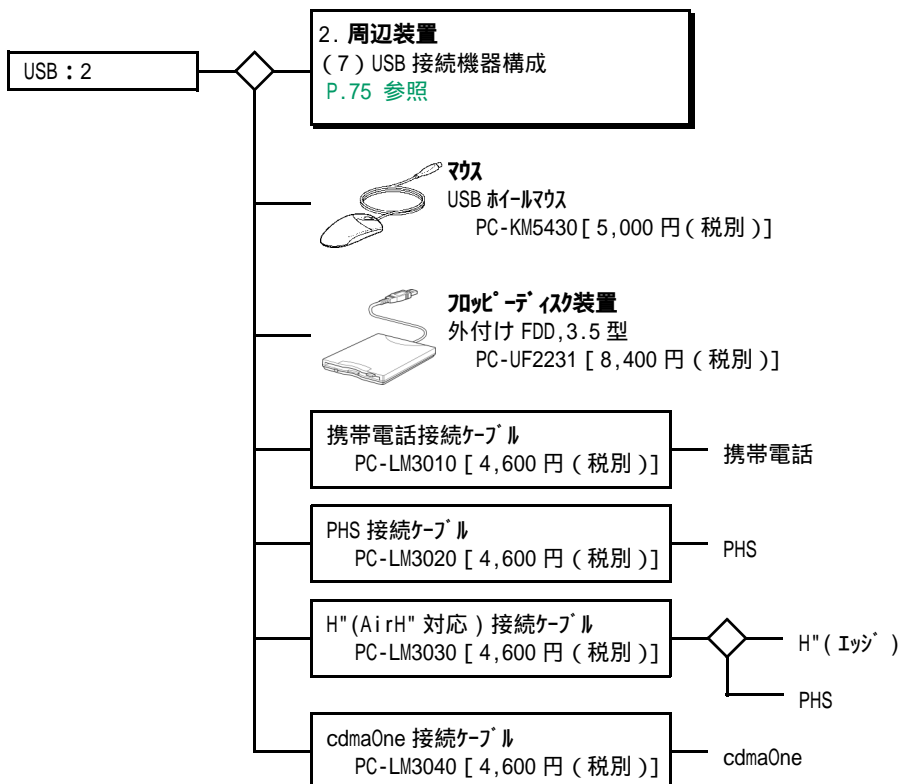 USB：2
2. 周辺装置
(7) USB 接続機器構成
P.75 参照
ﾏｳｽ
USB ﾎｲｰﾙﾏｳｽ
PC-KM5430 [ 5,000 円 ( 税別 )]
ﾌﾛｯﾋﾟｰﾃﾞｨｽｸ装置
外付け FDD,3.5 型
PC-UF2231 [ 8,400 円 ( 税別 )]
携帯電話接続ｹｰﾌﾞﾙ
PC-LM3010 [ 4,600 円 ( 税別 )]
携帯電話
PHS 接続ｹｰﾌﾞﾙ
PC-LM3020 [ 4,600 円 ( 税別 )]
PHS
H"(AirH" 対応 ) 接続ｹｰﾌﾞﾙ
PC-LM3030 [ 4,600 円 ( 税別 )]
H"( ｴｯｼﾞ )
PHS
cdmaOne 接続ｹｰﾌﾞﾙ
PC-LM3040 [ 4,600 円 ( 税別 )]
cdmaOne